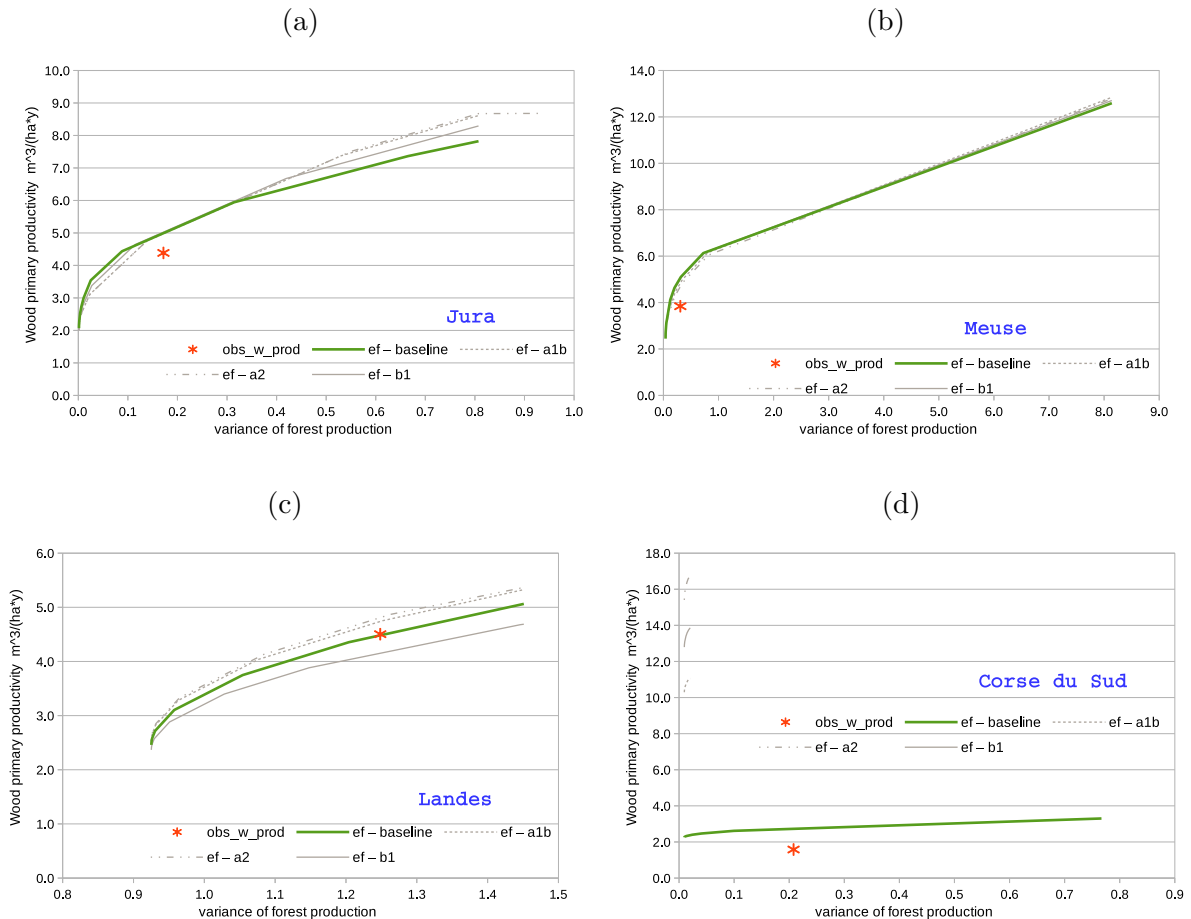 (a)
10.0
9.0
8.0
7.0
6.0
5.0
4.0
3.0
2.0
1.0
0.0
Wood primary productivity m^3/(ha*y)
Jura
obs_w_prod ef – baseline ef – a1b
ef – a2 ef – b1
0.0 0.1 0.2 0.3 0.4 0.5 0.6 0.7 0.8 0.9 1.0
variance of forest production
(b)
14.0
12.0
10.0
8.0
6.0
4.0
2.0
0.0
Wood primary productivity m^3/(ha*y)
Meuse
obs_w_prod ef – baseline ef – a1b
ef – a2 ef – b1
0.0 1.0 2.0 3.0 4.0 5.0 6.0 7.0 8.0 9.0
variance of forest production
(c)
6.0
5.0
4.0
3.0
2.0
1.0
0.0
Wood primary productivity m^3/(ha*y)
Landes
obs_w_prod ef – baseline ef – a1b
ef – a2 ef – b1
0.8 0.9 1.0 1.1 1.2 1.3 1.4 1.5
variance of forest production
(d)
18.0
16.0
14.0
12.0
10.0
8.0
6.0
4.0
2.0
0.0
Wood primary productivity m^3/(ha*y)
Corse du Sud
obs_w_prod ef – baseline ef – a1b
ef – a2 ef – b1
0.0 0.1 0.2 0.3 0.4 0.5 0.6 0.7 0.8 0.9
variance of forest production